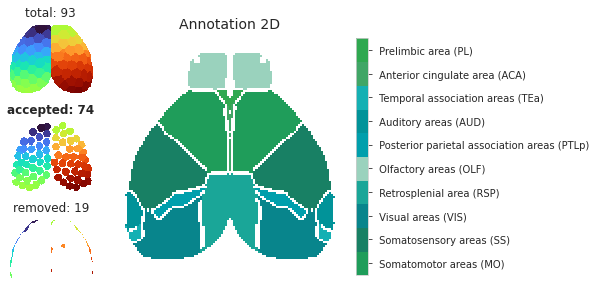 total: 93
accepted: 74
removed: 19
Annotation 2D
Prelimbic area (PL)
Anterior cingulate area (ACA)
Temporal association areas (TEa)
Auditory areas (AUD)
Posterior parietal association areas (PTLp)
Olfactory areas (OLF)
Retrosplenial area (RSP)
Visual areas (VIS)
Somatosensory areas (SS)
Somatomotor areas (MO)